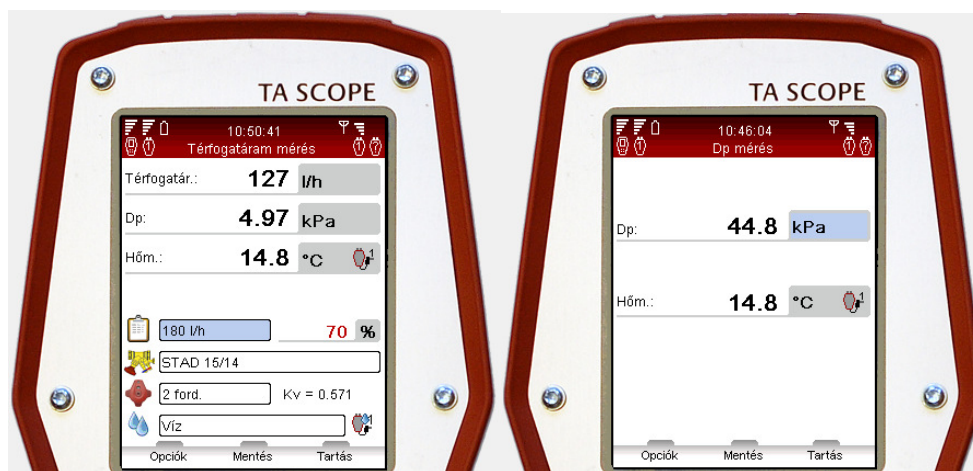 TA SCOPE
10:50:41
Térfogatáram mérés
Térfogatár.: 127 l/h
Dp: 4.97 kPa
Hőm.: 14.8 °C 1
180 l/h 70 %
STAD 15/14
2 ford. Kv = 0.571
Víz
Opciók Mentés Tartás
TA SCOPE
10:46:04
Dp mérés
Dp: 44.8 kPa
Hőm.: 14.8 °C 1
Opciók Mentés Tartás